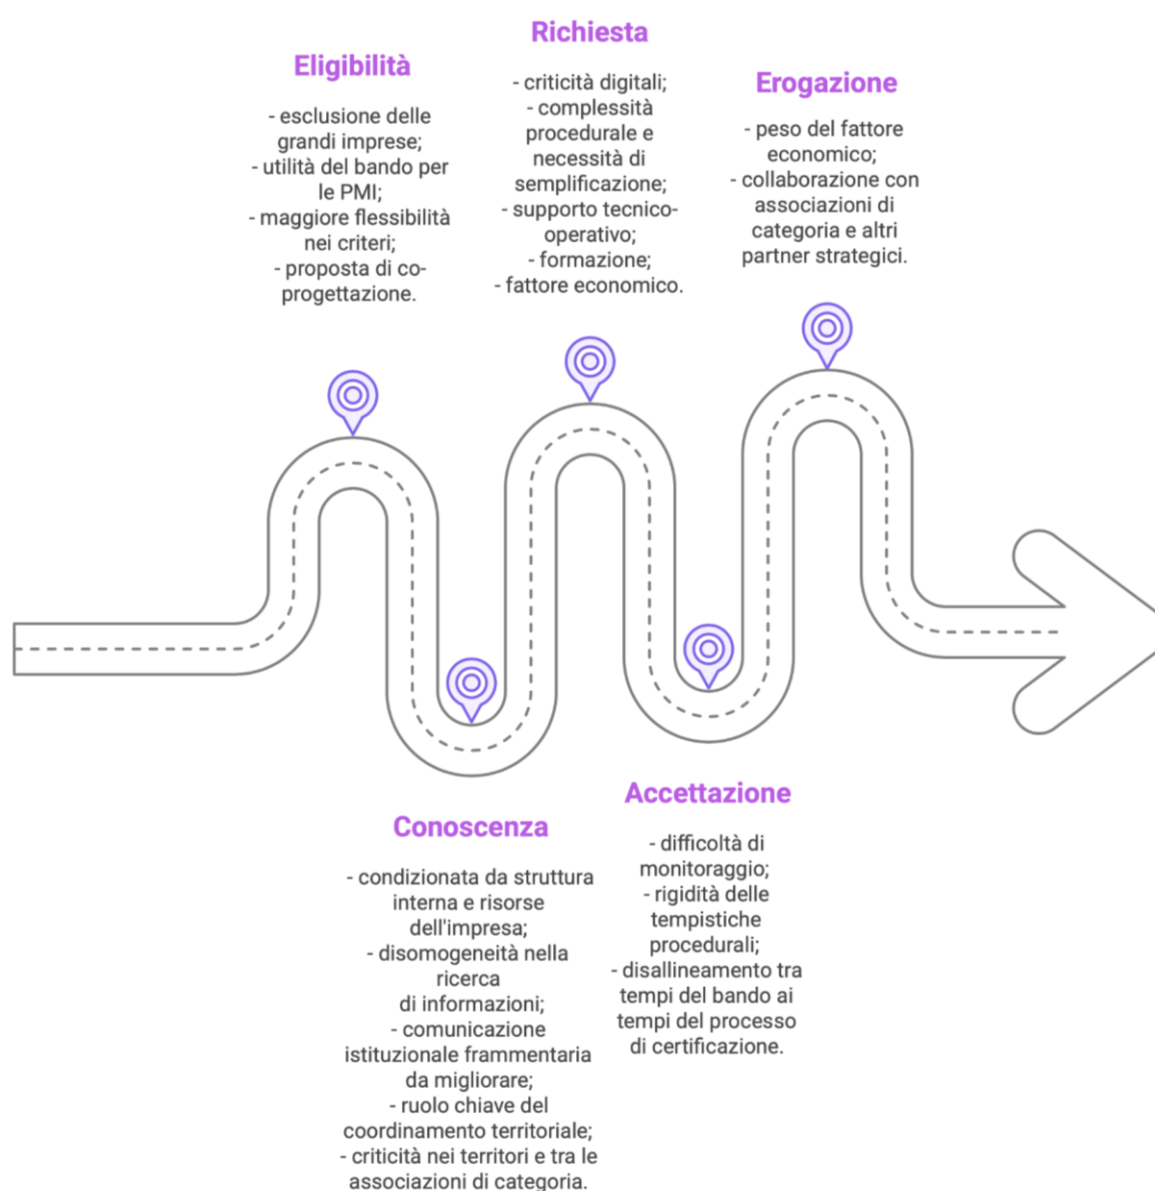 Eligibilità
- esclusione delle
grandi imprese;
- utilità del bando per
le PMI;
- maggiore flessibilità
nei criteri;
- proposta di co-
progettazione.
Conoscenza
- condizionata da struttura
interna e risorse
dell'impresa;
- disomogeneità nella
ricerca
di informazioni;
- comunicazione
istituzionale frammentaria
da migliorare;
- ruolo chiave del
coordinamento territoriale;
- criticità nei territori e tra le
associazioni di categoria.
Richiesta
- criticità digitali;
- complessità
procedurale e
necessità di
semplificazione;
- supporto tecnico-
operativo;
- formazione;
- fattore economico.
Accettazione
- difficoltà di
monitoraggio;
- rigidità delle
tempistiche
procedurali;
- disallineamento tra
tempi del bando ai
tempi del processo
di certificazione.
Erogazione
- peso del fattore
economico;
- collaborazione con
associazioni di
categoria e altri
partner strategici.